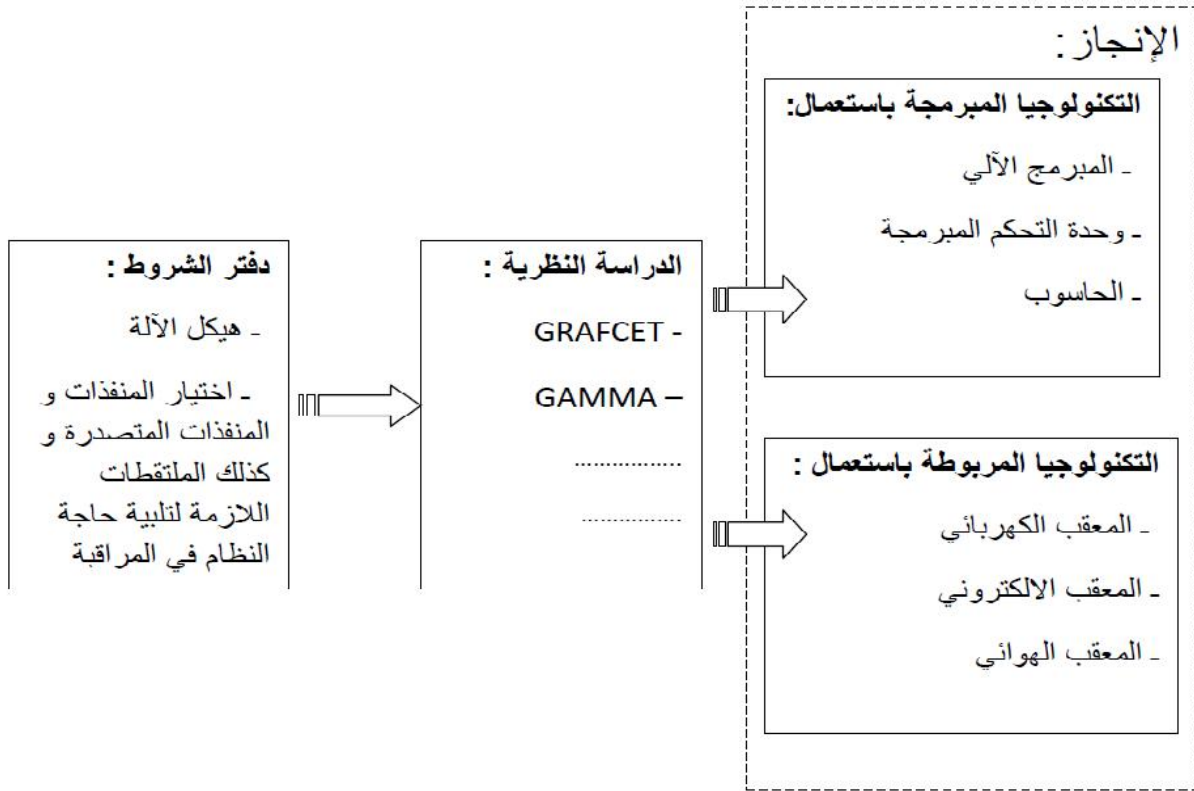 الإنجاز :
التكنولوجيا المبرمجة باستعمال:
- المبرمج الآلي
- وحدة التحكم المبرمجة
- الحاسوب
دفتر الشروط :
- هيكل الآلة
- اختيار المنفذات و
المنفذات المتصدرة و
كذلك الملتقطات
اللازمة لتلبية حاجة
النظام في المراقبة
الدراسة النظرية :
GRAFCET -
GAMMA –
................
...............
التكنولوجيا المربوطة باستعمال :
- المعقب الكهربائي
- المعقب الالكتروني
- المعقب الهوائي